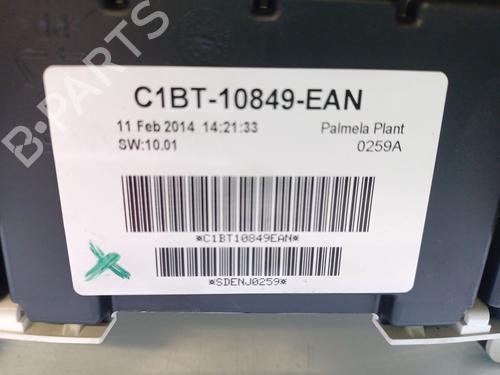 C1BT-10849-EAN
11 Feb 2014 14:21:33 Palmela Plant
SW:10.01 0259A
*C1BT10849EAN*
*SDENJ0259*
B-PARTS